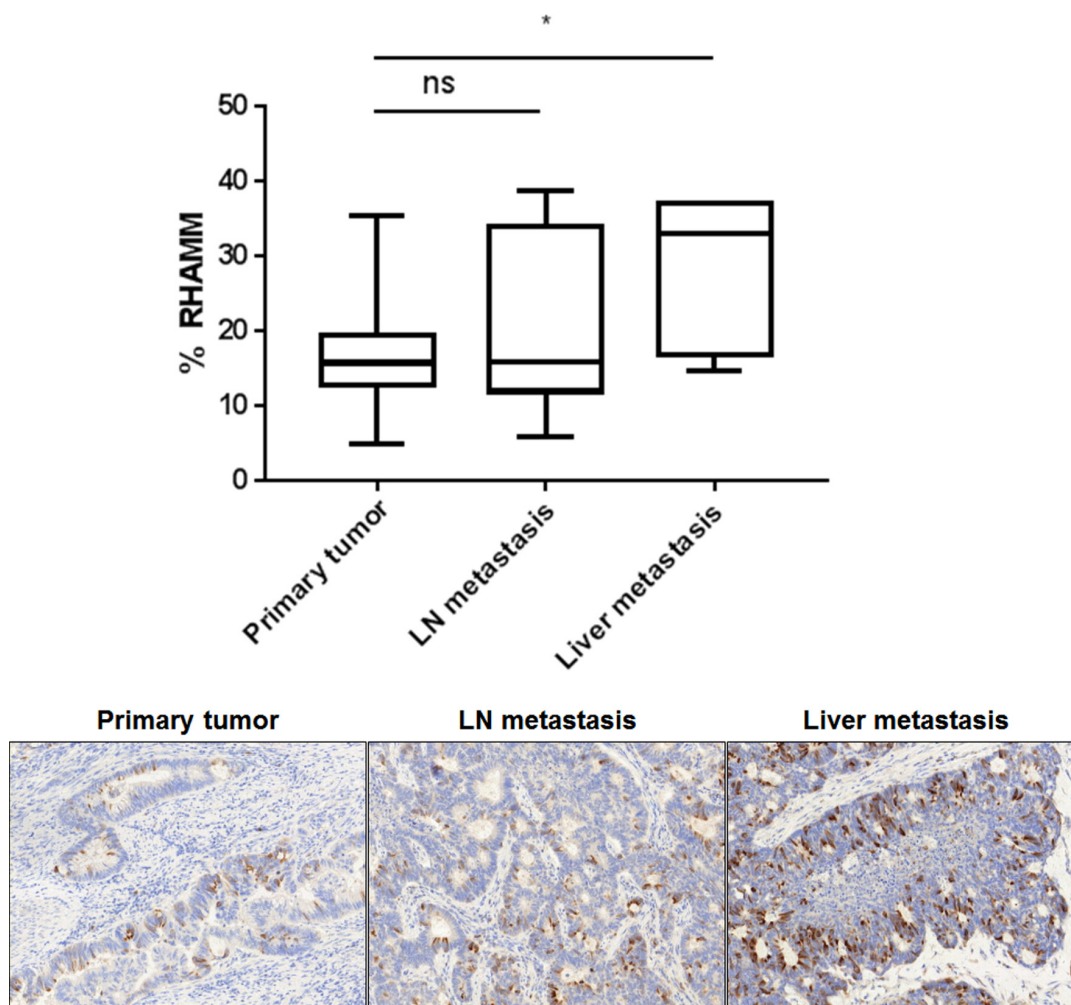 *
ns
50
40
30
20
10
0
% RHAMM
Primary tumor
LN metastasis
Liver metastasis
Primary tumor LN metastasis Liver metastasis